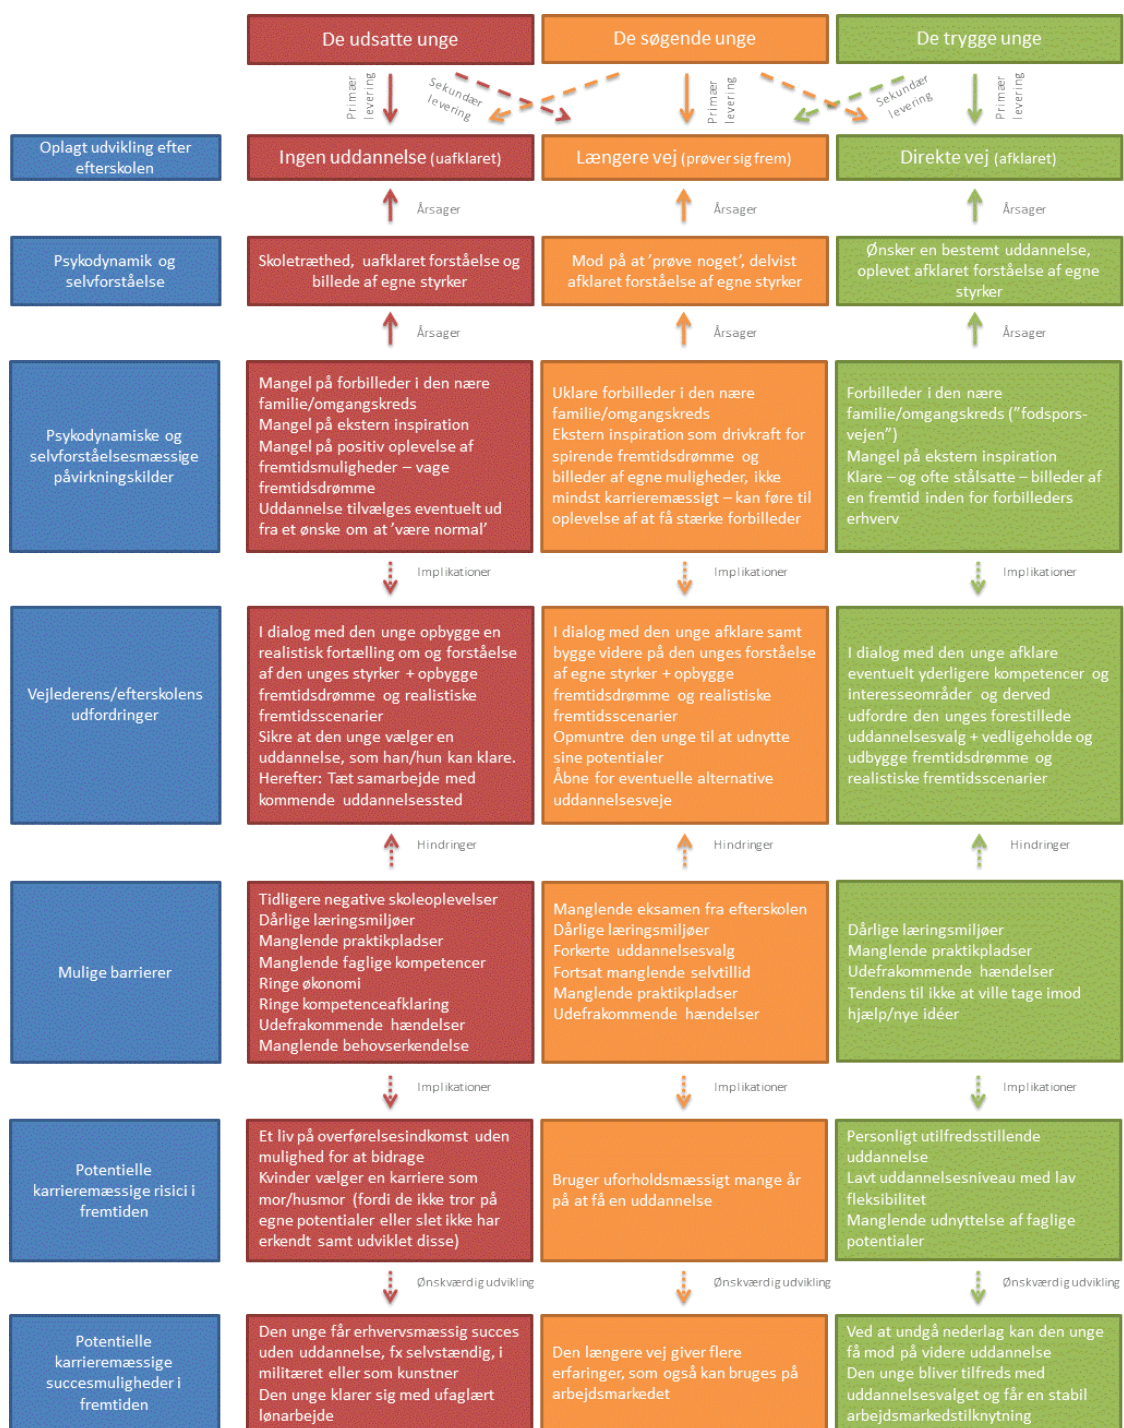 De udsatte unge
De søgende unge
De trygge unge
Primær
levering
Sekundær
levering
Primær
levering
Sekundær
levering
Primær
levering
Oplagt udvikling efter
efterskolen
Ingen uddannelse (uafklaret)
Længere vej (prøver sig frem)
Direkte vej (afklaret)
Årsager
Årsager
Årsager
Psykodynamik og
selvforståelse
Skoletræthed, uafklaret forståelse og
billede af egne styrker
Mod på at ’prøve noget’, delvist
afklaret forståelse af egne styrker
Ønsker en bestemt uddannelse,
oplevet afklaret forståelse af egne
styrker
Årsager
Årsager
Årsager
Psykodynamiske og
selvforståelsesmæssige
påvirkningskilder
Mangel på forbilleder i den nære
familie/omgangskreds
Mangel på ekstern inspiration
Mangel på positiv oplevelse af
fremtidsmuligheder – vage
fremtidsdrømme
Uddannelse tilvælges eventuelt ud
fra et ønske om at ’være normal’
Uklare forbilleder i den nære
familie/omgangskreds
Ekstern inspiration som drivkraft for
spirende fremtidsdrømme og
billeder af egne muligheder, ikke
mindst karrieremæssigt – kan føre til
oplevelse af at få stærke forbilleder
Forbilleder i den nære
familie/omgangskreds (”fodspors-
vejen”)
Mangel på ekstern inspiration
Klare – og ofte stålsatte – billeder af
en fremtid inden for forbilleders
erhverv
Implikationer
Implikationer
Implikationer
Vejlederens/efterskolens
udfordringer
I dialog med den unge opbygge en
realistisk fortælling om og forståelse
af den unges styrker + opbygge
fremtidsdrømme og realistiske
fremtidsscenarier
Sikre at den unge vælger en
uddannelse, som han/hun kan klare.
Herefter: Tæt samarbejde med
kommende uddannelsessted
I dialog med den unge afklare samt
bygge videre på den unges forståelse
af egne styrker + opbygge
fremtidsdrømme og realistiske
fremtidsscenarier
Opmuntre den unge til at udnytte
sine potentialer
Åbne for eventuelle alternative
uddannelsesveje
I dialog med den unge afklare
eventuelt yderligere kompetencer og
interesseområder og derved
udfordre den unges forestillede
uddannelsesvalg + vedligeholde og
udbygge fremtidsdrømme og
realistiske fremtidsscenarier
Hindringer
Hindringer
Hindringer
Mulige barrierer
Tidligere negative skoleoplevelser
Dårlige læringsmiljøer
Manglende praktikpladser
Manglende faglige kompetencer
Ringe økonomi
Ringe kompetenceafklaring
Udefrakommende hændelser
Manglende behovserkendelse
Manglende eksamen fra efterskolen
Dårlige læringsmiljøer
Forkerte uddannelsesvalg
Fortsat manglende selvtillid
Manglende praktikpladser
Udefrakommende hændelser
Dårlige læringsmiljøer
Manglende praktikpladser
Udefrakommende hændelser
Tendens til ikke at ville tage imod
hjælp/nye idéer
Implikationer
Implikationer
Implikationer
Potentielle
karrieremæssige risici i
fremtiden
Et liv på overførelsesindkomst uden
mulighed for at bidrage
Kvinder vælger en karriere som
mor/husmor (fordi de ikke tror på
egne potentialer eller slet ikke har
erkendt samt udviklet disse)
Bruger uforholdsmæssigt mange år
på at få en uddannelse
Personligt utilfredsstillende
uddannelse
Lavt uddannelsesniveau med lav
fleksibilitet
Manglende udnyttelse af faglige
potentialer
Ønskværdig udvikling
Ønskværdig udvikling
Ønskværdig udvikling
Potentielle
karrieremæssige
succesmuligheder i
fremtiden
Den unge får erhvervsmæssig succes
uden uddannelse, fx selvstændig, i
militæret eller som kunstner
Den unge klarer sig med ufaglært
lønarbejde
Den længere vej giver flere
erfaringer, som også kan bruges på
arbejdsmarkedet
Ved at undgå nederlag kan den unge
få mod på videre uddannelse
Den unge bliver tilfreds med
uddannelsesvalget og får en stabil
arbejdsmarkedstilknytning